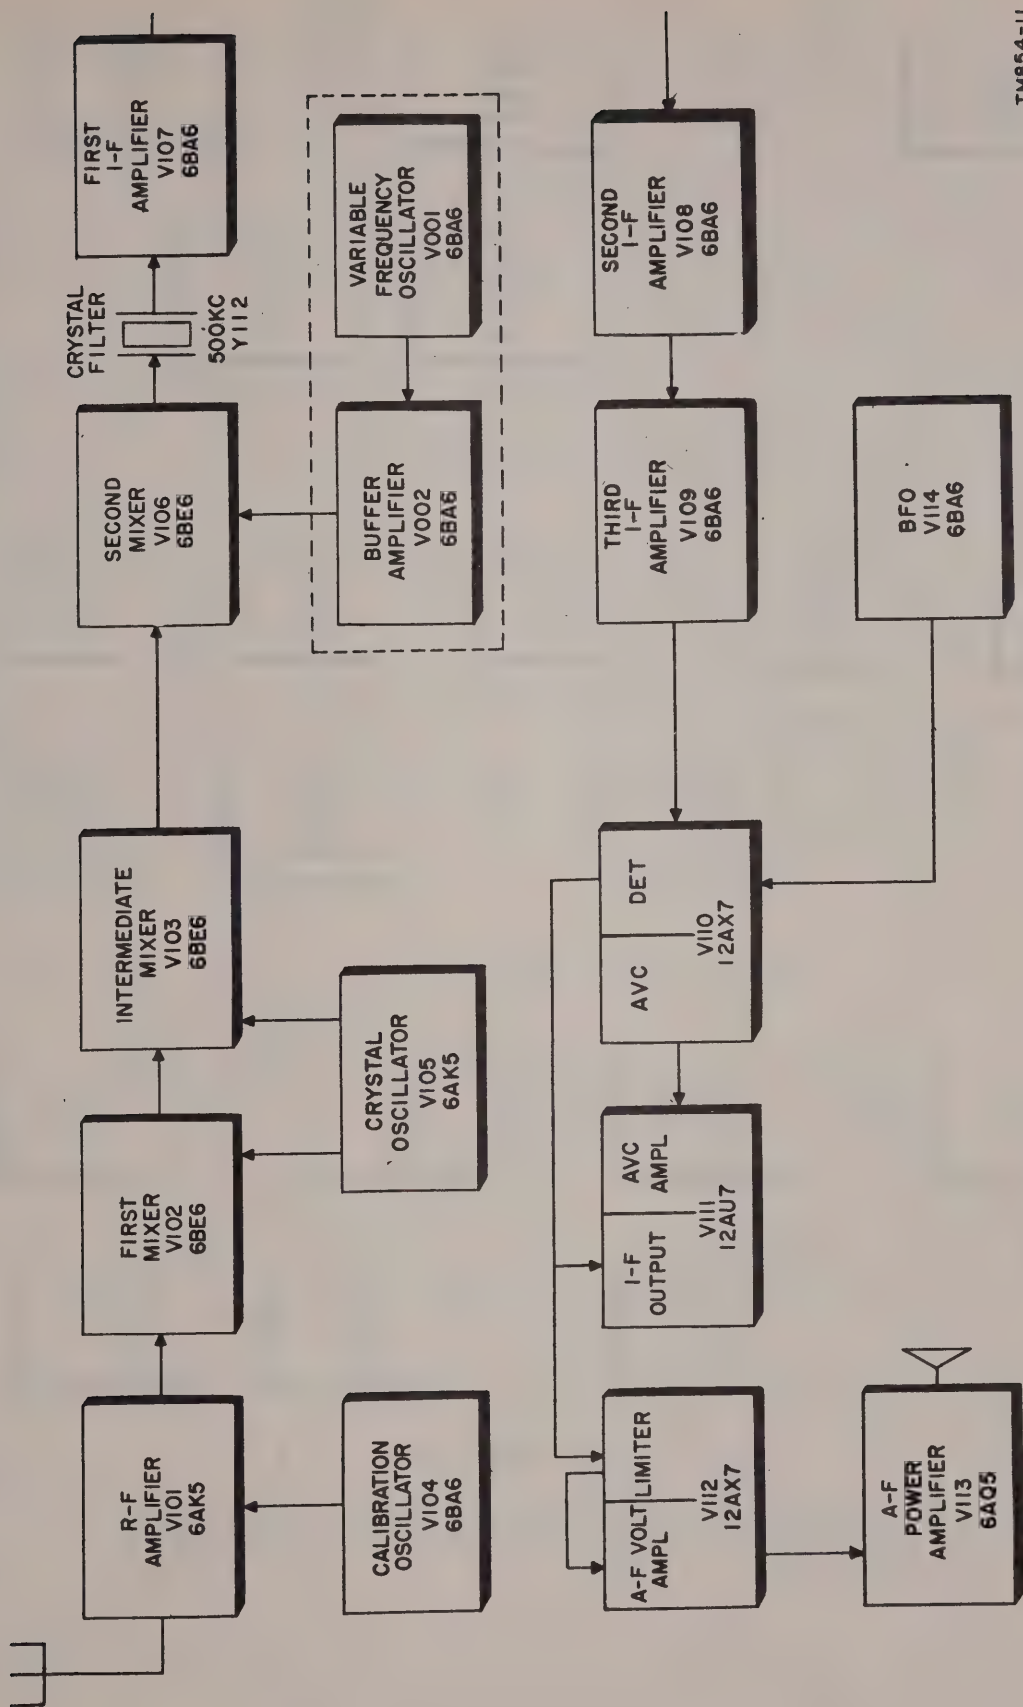 R-F
AMPLIFIER
V101
6AK5
CALIBRATION
OSCILLATOR
V104
6BA6
FIRST
MIXER
V102
6BE6
CRYSTAL
OSCILLATOR
V105
6AK5
INTERMEDIATE
MIXER
V103
6BE6
SECOND
MIXER
V106
6BE6
CRYSTAL
FILTER
500KC
Y112
FIRST
I-F
AMPLIFIER
V107
6BA6
BUFFER
AMPLIFIER
V002
6BA6
VARIABLE
FREQUENCY
OSCILLATOR
V001
6BA6
A-F VOLT
AMPL
LIMITER
V112
12AX7
I-F
OUTPUT
AVC
AMPL
V111
12AU7
AVC
DET
V110
12AX7
THIRD
I-F
AMPLIFIER
V109
6BA6
SECOND
I-F
AMPLIFIER
V108
6BA6
A-F
POWER
AMPLIFIER
V113
6AQ5
BFO
V114
6BA6
TM854-11